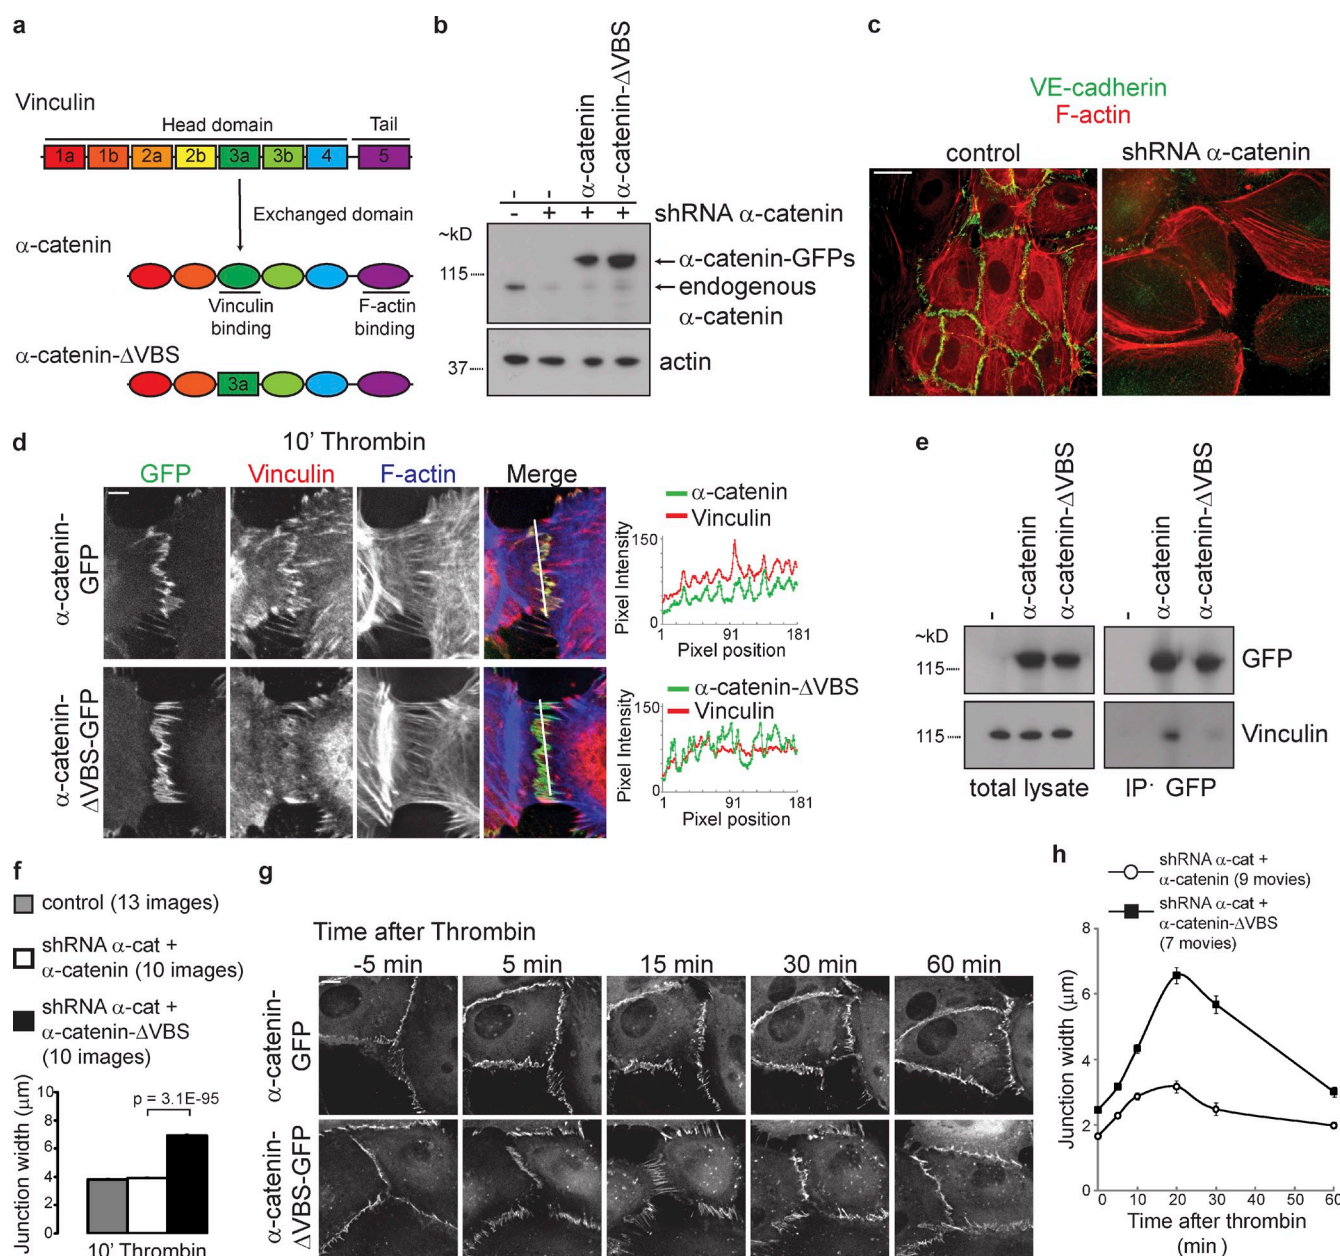 a
Vinculin
Head domain
Tail
1a 1b 2a 2b 3a 3b 4 5
Exchanged domain
α-catenin
Vinculin
binding
F-actin
binding
α-catenin-ΔVBS
3a
b
- - α-catenin α-catenin-ΔVBS
- + + + shRNA α-catenin
~kD
115
α-catenin-GFPs
endogenous
α-catenin
37
actin
c
VE-cadherin
F-actin
control
shRNA α-catenin
d
10' Thrombin
GFP Vinculin F-actin Merge
α-catenin-
GFP
α-catenin
Vinculin
150
0
Pixel Intensity
1 91 181
Pixel position
α-catenin-
ΔVBS-GFP
α-catenin-ΔVBS
Vinculin
150
0
Pixel Intensity
1 91 181
Pixel position
e
- α-catenin α-catenin-ΔVBS
- α-catenin α-catenin-ΔVBS
~kD
115
GFP
115
Vinculin
total lysate
IP: GFP
f
control (13 images)
shRNA α-cat +
α-catenin (10 images)
shRNA α-cat +
α-catenin-ΔVBS
(10 images)
Junction width (μm)
10
8
6
4
2
0
p = 3.1E-95
10' Thrombin
g
Time after Thrombin
-5 min 5 min 15 min 30 min 60 min
α-catenin-
GFP
α-catenin-
ΔVBS-GFP
h
shRNA α-cat +
α-catenin (9 movies)
shRNA α-cat +
α-catenin-ΔVBS
(7 movies)
Junction width (μm)
8
6
4
2
0
0 10 20 30 60
Time after thrombin
(min )